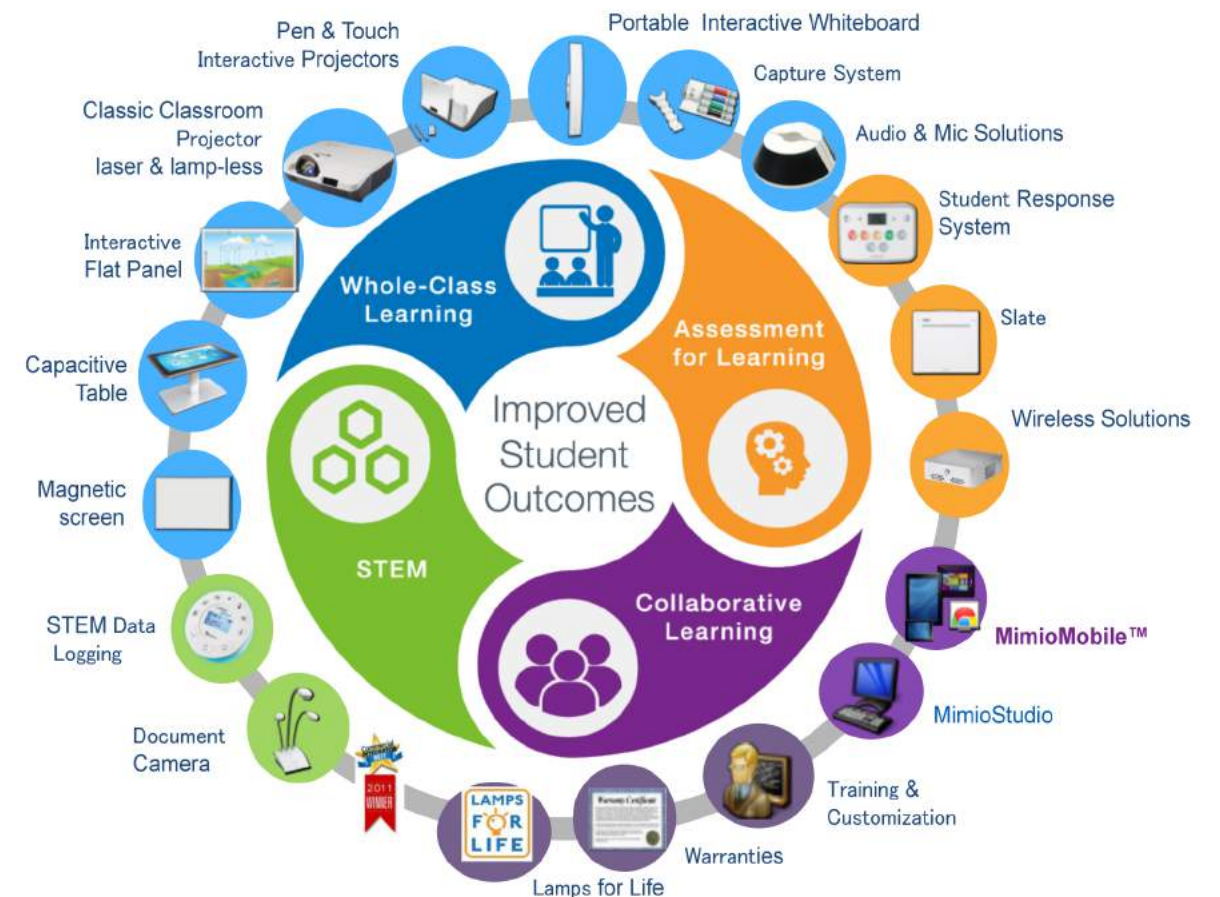 Portable Interactive Whiteboard
Pen & Touch
Interactive Projectors
Capture System
Classic Classroom
Projector
laser & lamp-less
Audio & Mic Solutions
Student Response
System
Interactive
Flat Panel
Whole-Class
Learning
Assessment
for Learning
Slate
Capacitive
Table
Improved
Student
Outcomes
Wireless Solutions
Magnetic
screen
STEM
Collaborative
Learning
STEM Data
Logging
MimioMobile™
MimioStudio
Document
Camera
2011
WINNER
LAMPS
FOR
LIFE
Warranty Certificate
Training &
Customization
Warranties
Lamps for Life